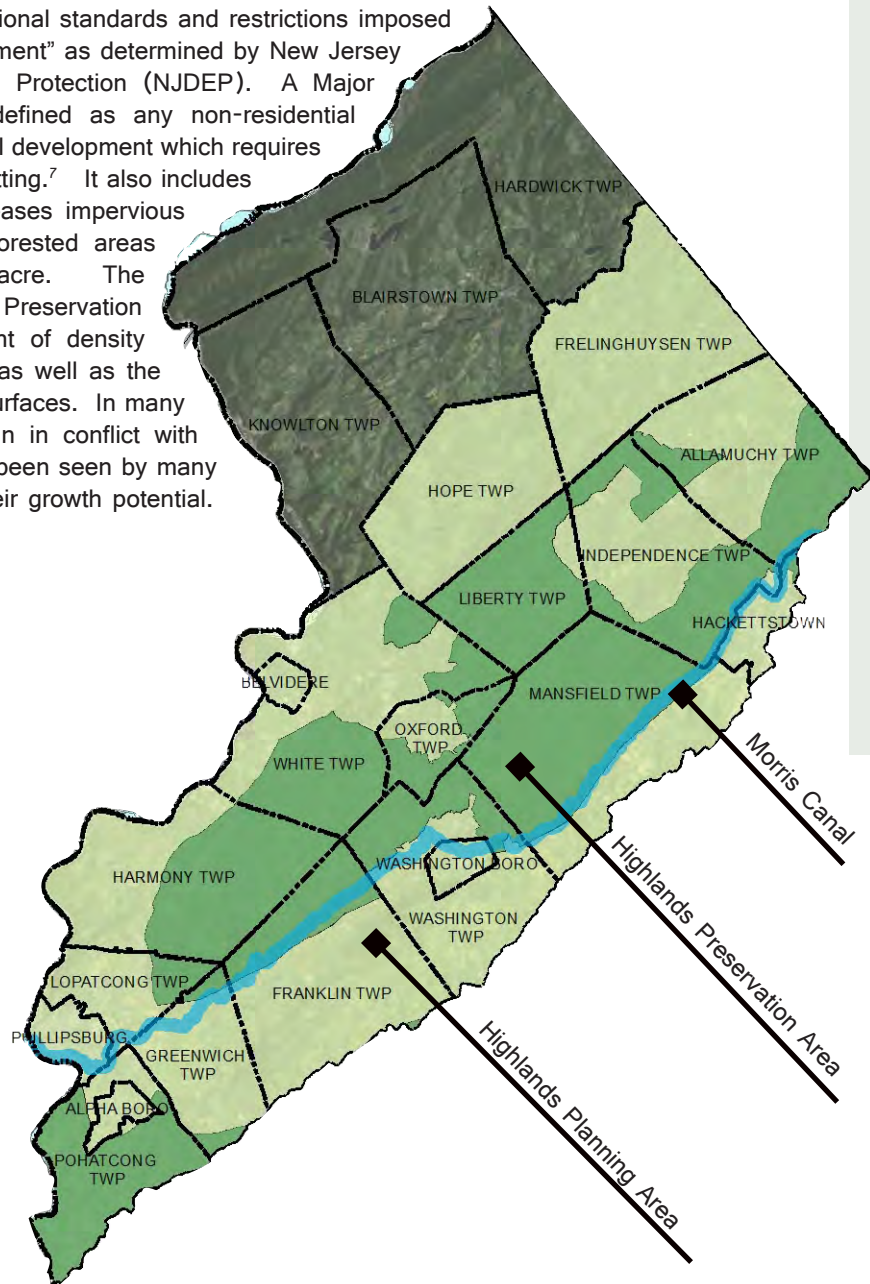 ional standards and restrictions imposed
ment” as determined by New Jersey
Protection (NJDEP). A Major
defined as any non-residential
l development which requires
tting.7 It also includes
ases impervious
orested areas
acre. The
Preservation
nt of density
as well as the
urfaces. In many
n in conflict with
been seen by many
eir growth potential.
HARDWICK TWP
BLAIRSTOWN TWP
FRELINGHUYSEN TWP
KNOWLTON TWP
ALLAMUCHY TWP
HOPE TWP
INDEPENDENCE TWP
LIBERTY TWP
HACKETTSTOWN
BELVIDERE
MANSFIELD TWP
OXFORD
TWP
WHITE TWP
Morris Canal
WASHINGTON BORO
HARMONY TWP
WASHINGTON
TWP
Highlands Preservation Area
LOPATCONG TWP
FRANKLIN TWP
PHILLIPSBURG
GREENWICH
TWP
Highlands Planning Area
ALPHA BORO
POHATCONG
TWP